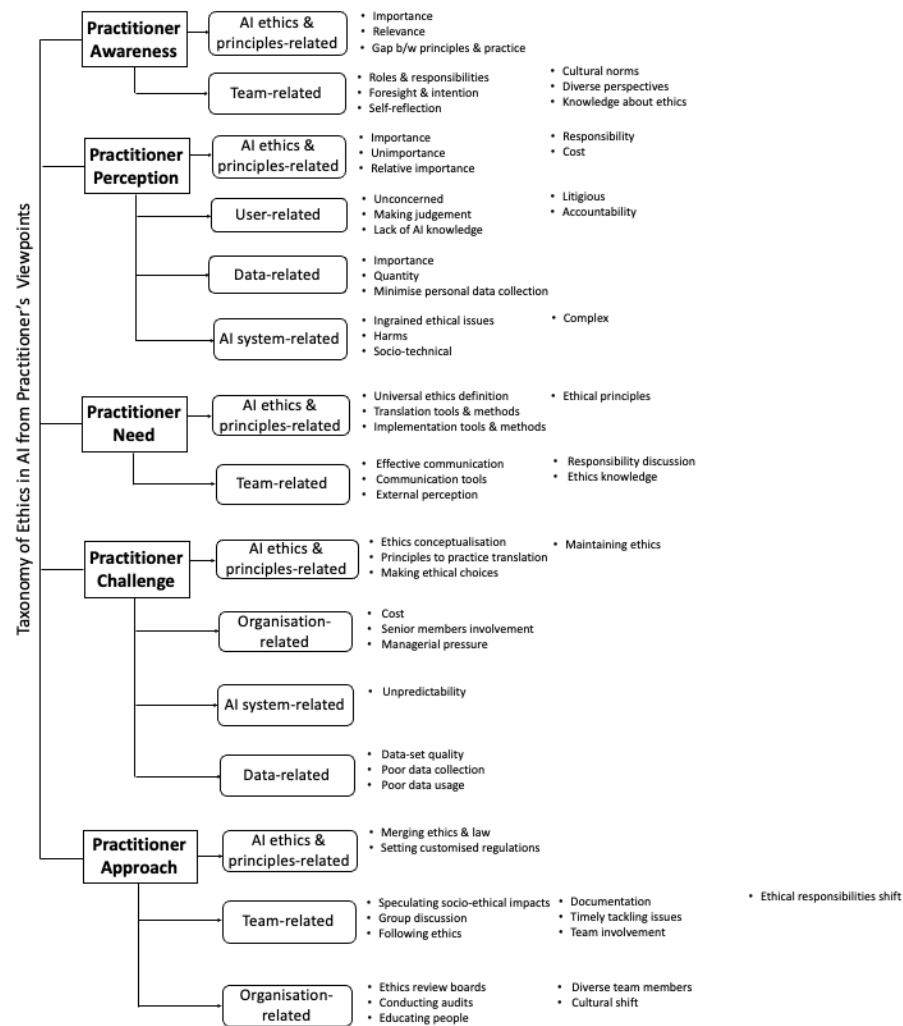 Taxonomy of Ethics in AI from Practitioner's Viewpoints
Practitioner
Awareness
AI ethics &
principles-related
• Importance
• Relevance
• Gap b/w principles & practice
Team-related
• Roles & responsibilities
• Foresight & intention
• Self-reflection
• Cultural norms
• Diverse perspectives
• Knowledge about ethics
Practitioner
Perception
AI ethics &
principles-related
• Importance
• Unimportance
• Relative importance
• Responsibility
• Cost
User-related
• Unconcerned
• Making judgement
• Lack of AI knowledge
• Litigious
• Accountability
Data-related
• Importance
• Quantity
• Minimise personal data collection
AI system-related
• Ingrained ethical issues
• Harms
• Socio-technical
• Complex
Practitioner
Need
AI ethics &
principles-related
• Universal ethics definition
• Translation tools & methods
• Implementation tools & methods
• Ethical principles
Team-related
• Effective communication
• Communication tools
• External perception
• Responsibility discussion
• Ethics knowledge
Practitioner
Challenge
AI ethics &
principles-related
• Ethics conceptualisation
• Principles to practice translation
• Making ethical choices
• Maintaining ethics
Organisation-
related
• Cost
• Senior members involvement
• Managerial pressure
AI system-related
• Unpredictability
Data-related
• Data-set quality
• Poor data collection
• Poor data usage
Practitioner
Approach
AI ethics &
principles-related
• Merging ethics & law
• Setting customised regulations
Team-related
• Speculating socio-ethical impacts
• Group discussion
• Following ethics
• Documentation
• Timely tackling issues
• Team involvement
• Ethical responsibilities shift
Organisation-
related
• Ethics review boards
• Conducting audits
• Educating people
• Diverse team members
• Cultural shift